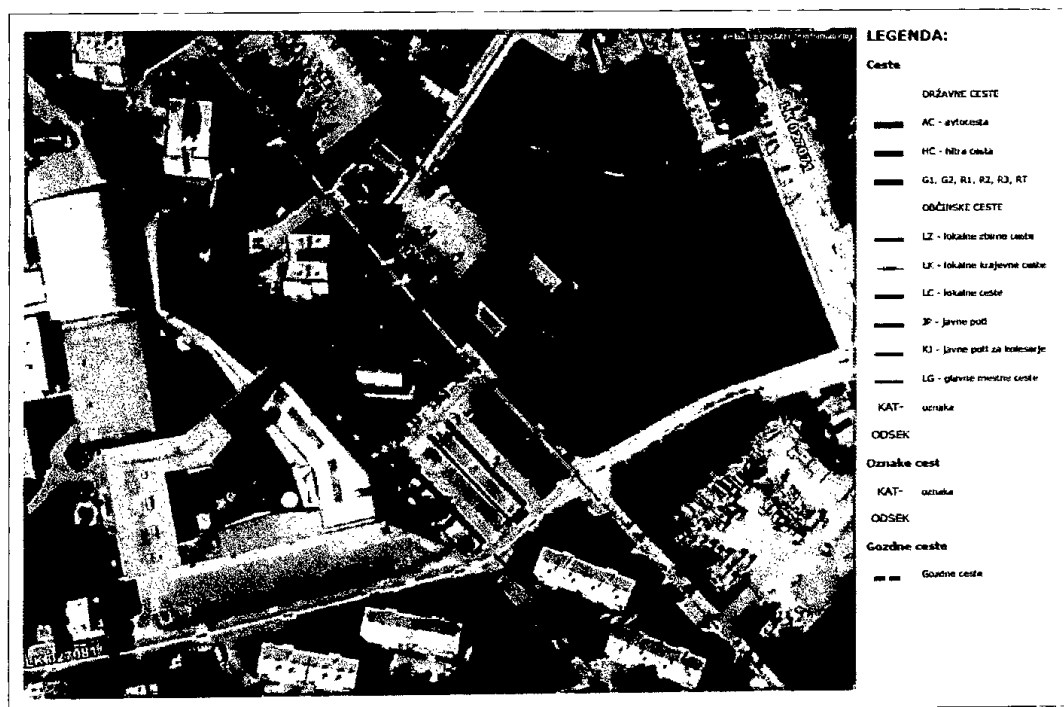 LEGENDA:
Ceste
DRŽAVNE CESTE
AC - avtocesta
HC - hitra cesta
G1, G2, R1, R2, R3, RT
OBČINSKE CESTE
LZ - lokalne zbirne ceste
LK - lokalne krajevne ceste
LC - lokalne ceste
JP - javne poti
KJ - javne poti za kolesarje
LG - glavne mestne ceste
KAT- oznaka
ODSEK
Oznake cest
KAT- oznaka
ODSEK
Gozdne ceste
Gozdne ceste
LK 027081